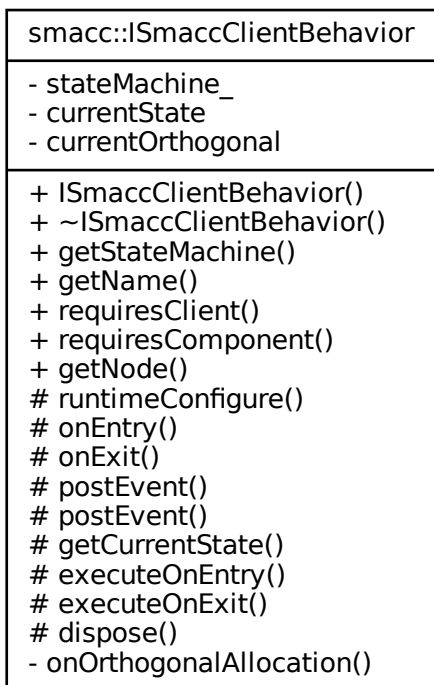 smacc::ISmaccClientBehavior
- stateMachine_
- currentState
- currentOrthogonal
+ ISmaccClientBehavior()
+ ~ISmaccClientBehavior()
+ getStateMachine()
+ getName()
+ requiresClient()
+ requiresComponent()
+ getNode()
# runtimeConfigure()
# onEntry()
# onExit()
# postEvent()
# postEvent()
# getCurrentState()
# executeOnEntry()
# executeOnExit()
# dispose()
- onOrthogonalAllocation()